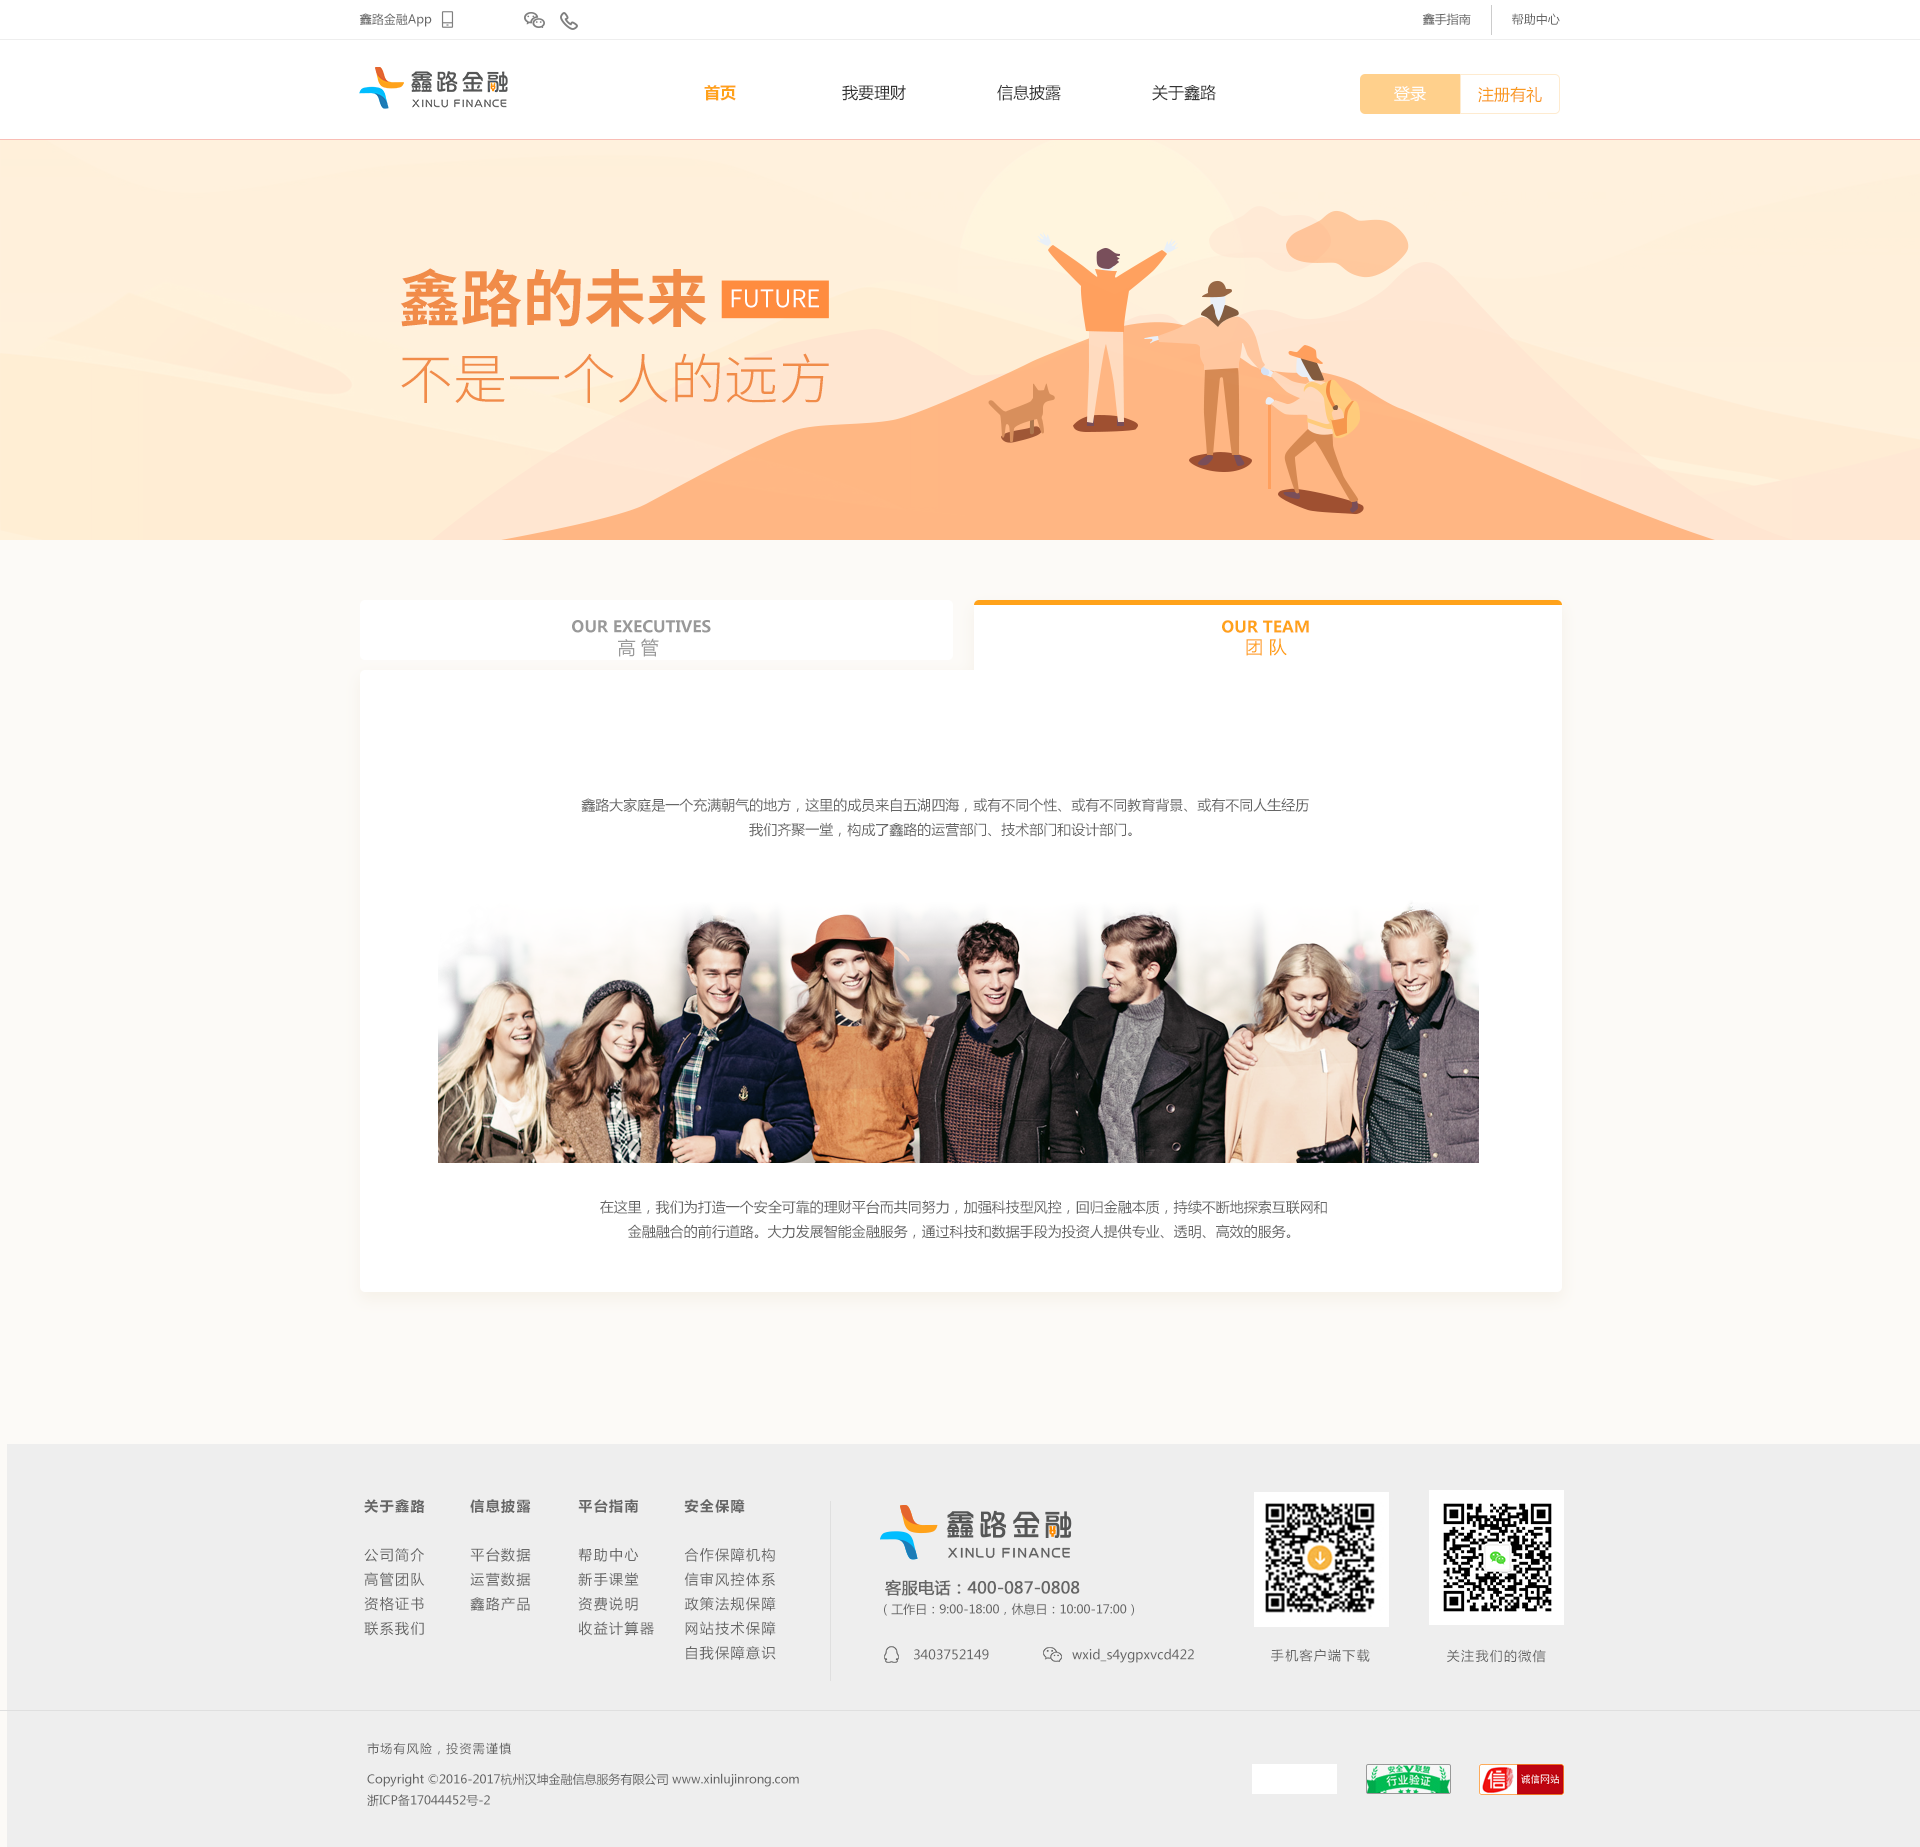 鑫路金融App
鑫手指南
帮助中心
鑫路金融
XINLU FINANCE
首页
我要理财
信息披露
关于鑫路
登录
注册有礼
鑫路的未来 FUTURE
不是一个人的远方
OUR EXECUTIVES
高管
OUR TEAM
团队
鑫路大家庭是一个充满朝气的地方，这里的成员来自五湖四海，或有不同个性、或有不同教育背景、或有不同人生经历
我们齐聚一堂，构成了鑫路的运营部门、技术部门和设计部门。
在这里，我们为打造一个安全可靠的理财平台而共同努力，加强科技型风控，回归金融本质，持续不断地探索互联网和
金融融合的前行道路。大力发展智能金融服务，通过科技和数据手段为投资人提供专业、透明、高效的服务。
关于鑫路
公司简介
高管团队
资格证书
联系我们
信息披露
平台数据
运营数据
鑫路产品
平台指南
帮助中心
新手课堂
资费说明
收益计算器
安全保障
合作保障机构
信审风控体系
政策法规保障
网站技术保障
自我保障意识
鑫路金融
XINLU FINANCE
客服电话：400-087-0808
（工作日：9:00-18:00，休息日：10:00-17:00）
3403752149
wxid_s4ygpxvcd422
手机客户端下载
关注我们的微信
市场有风险，投资需谨慎
Copyright ©2016-2017杭州汉坤金融信息服务有限公司 www.xinlujinrong.com
浙ICP备17044452号-2
安全V联盟
行业验证
信 诚信网站